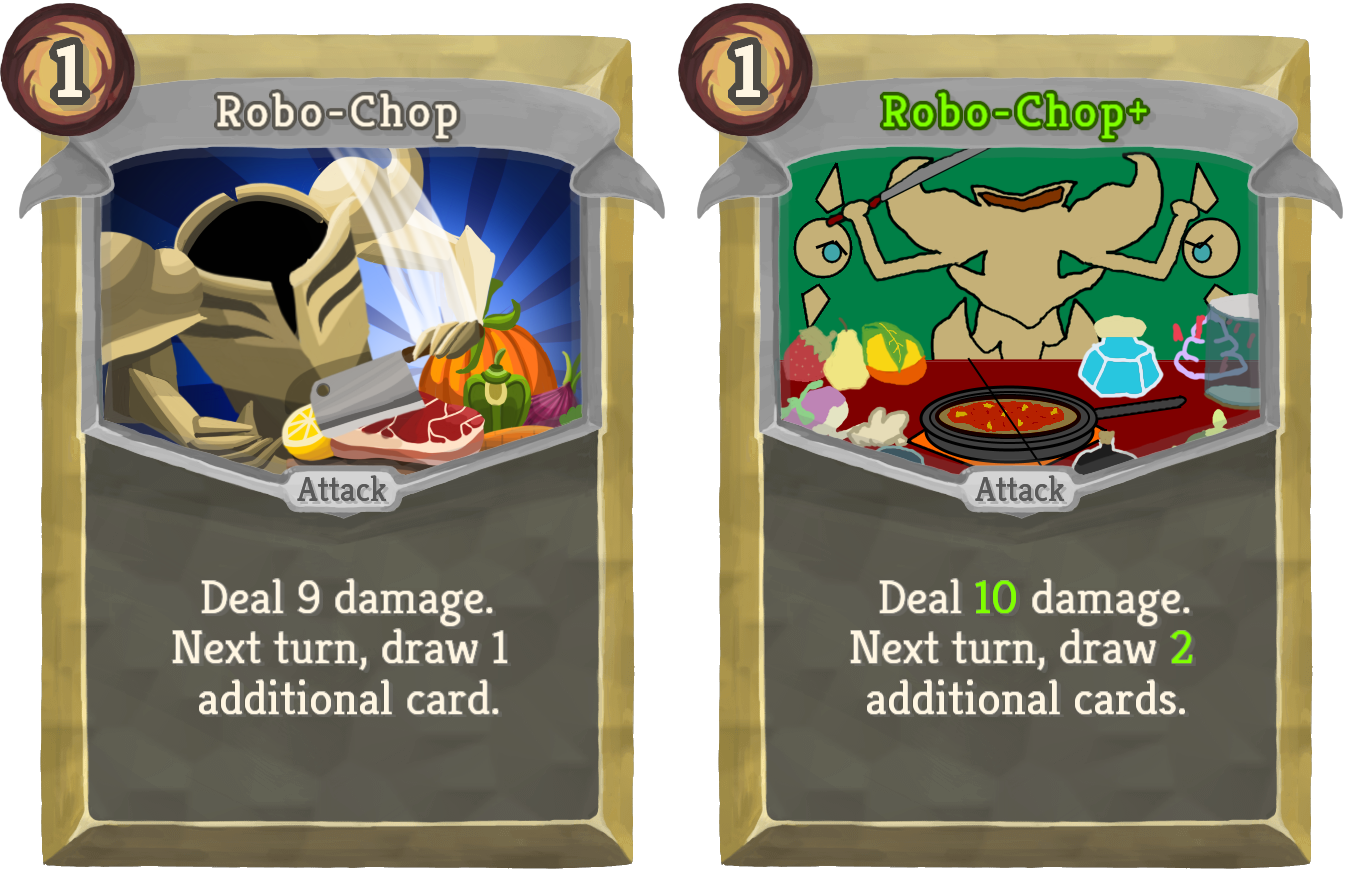 1
Robo-Chop
Attack
Deal 9 damage.
Next turn, draw 1
additional card.
1
Robo-Chop+
Attack
Deal 10 damage.
Next turn, draw 2
additional cards.